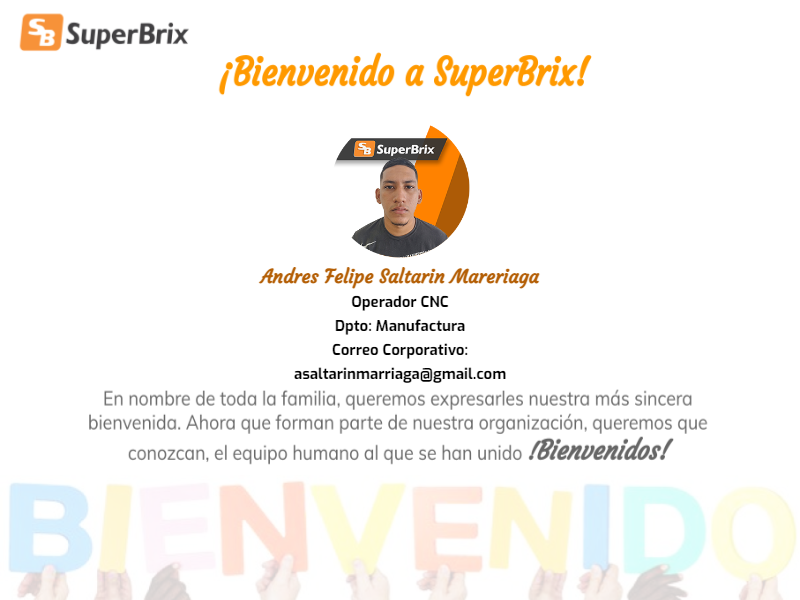 SB SuperBrix
¡Bienvenido a SuperBrix!
SB SuperBrix
Andres Felipe Saltarin Mareriaga
Operador CNC
Dpto: Manufactura
Correo Corporativo:
asaltarinmarriaga@gmail.com
En nombre de toda la familia, queremos expresarles nuestra más sincera
bienvenida. Ahora que forman parte de nuestra organización, queremos que
conozcan, el equipo humano al que se han unido ¡Bienvenidos!
BIENVENIDO